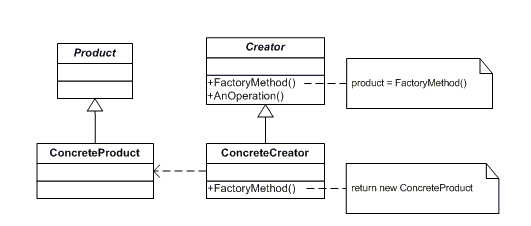 Product
Creator
+FactoryMethod()
+AnOperation()
product = FactoryMethod()
ConcreteProduct
ConcreteCreator
+FactoryMethod()
return new ConcreteProduct